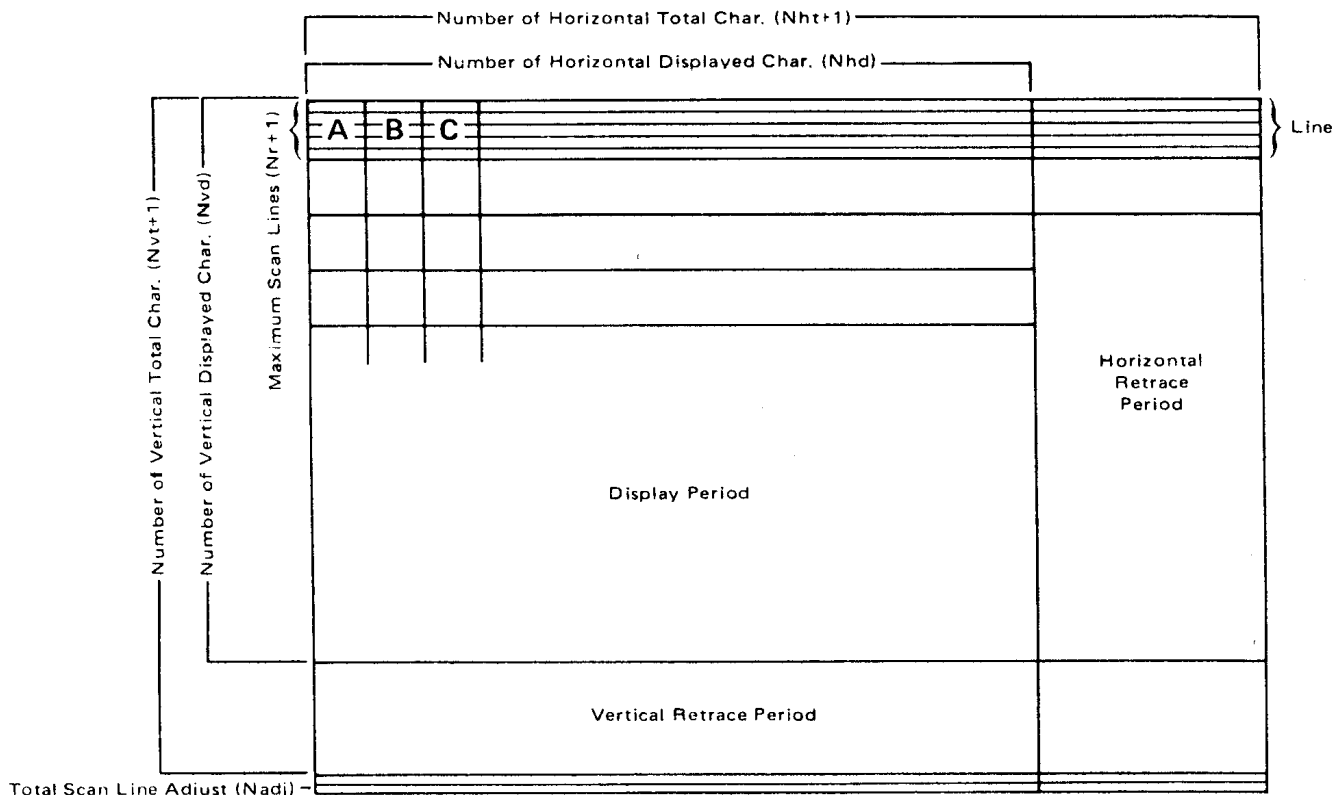 Number of Horizontal Total Char. (Nht+1)
Number of Horizontal Displayed Char. (Nhd)
Number of Vertical Total Char. (Nvt+1)
Number of Vertical Displayed Char. (Nvd)
Maximum Scan Lines (Nr+1)
A B C
Line
Horizontal
Retrace
Period
Display Period
Vertical Retrace Period
Total Scan Line Adjust (Nadj)